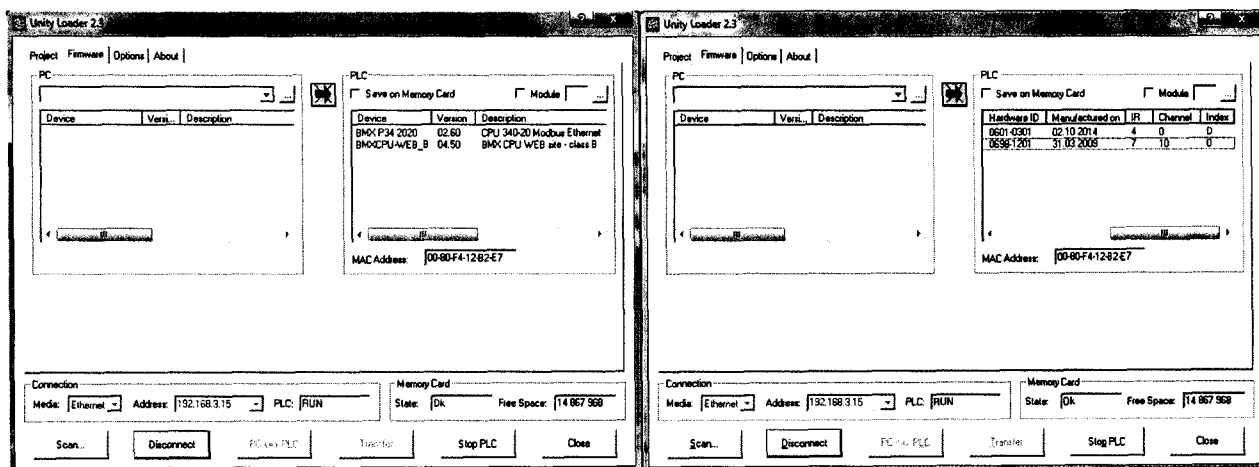 Unity Loader 2.3
Project Firmware Options About
PC
...
Device Versi... Description
PLC
Save on Memory Card Module ...
Device Version Description
BMX P34 2020 02.60 CPU 340-20 Modbus Ethernet
BMXCPU-WEB_B 04.50 BMX CPU WEB site - class B
MAC Address: 00-80-F4-12-B2-E7
Connection
Media: Ethernet Address: 192.168.3.15 PLC: RUN
Memory Card
State: Ok Free Space: 14 867 968
Scan... Disconnect PC <=> PLC Transfer Stop PLC Close
Unity Loader 2.3
Project Firmware Options About
PC
...
Device Versi... Description
PLC
Save on Memory Card Module ...
Hardware ID Manufactured on IR Channel Index
0601-0301 02.10.2014 4 0 0
0698-1201 31.03.2009 7 10 0
MAC Address: 00-80-F4-12-B2-E7
Connection
Media: Ethernet Address: 192.168.3.15 PLC: RUN
Memory Card
State: Ok Free Space: 14 867 968
Scan... Disconnect PC <=> PLC Transfer Stop PLC Close